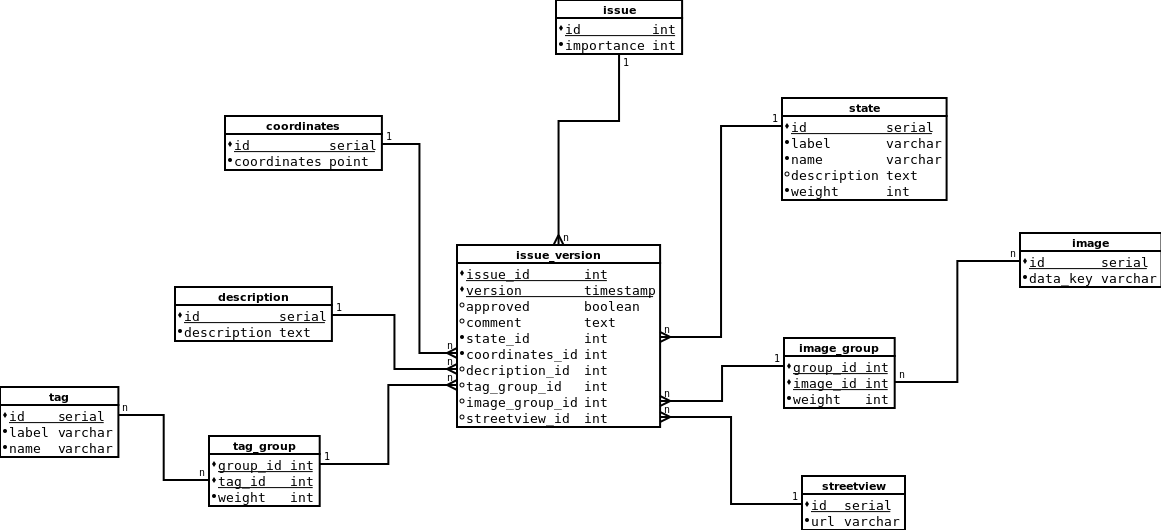 issue
id int
importance int
1
coordinates
id serial
coordinates point
1
state
id serial
label varchar
name varchar
description text
weight int
1
n
issue_version
issue_id int
version timestamp
approved boolean
comment text
state_id int
coordinates_id int
decription_id int
tag_group_id int
image_group_id int
streetview_id int
n
n
n
n
n
n
image
id serial
data_key varchar
n
description
id serial
description text
1
image_group
group_id int
image_id int
weight int
1
n
tag
id serial
label varchar
name varchar
n
tag_group
group_id int
tag_id int
weight int
n
1
streetview
id serial
url varchar
1